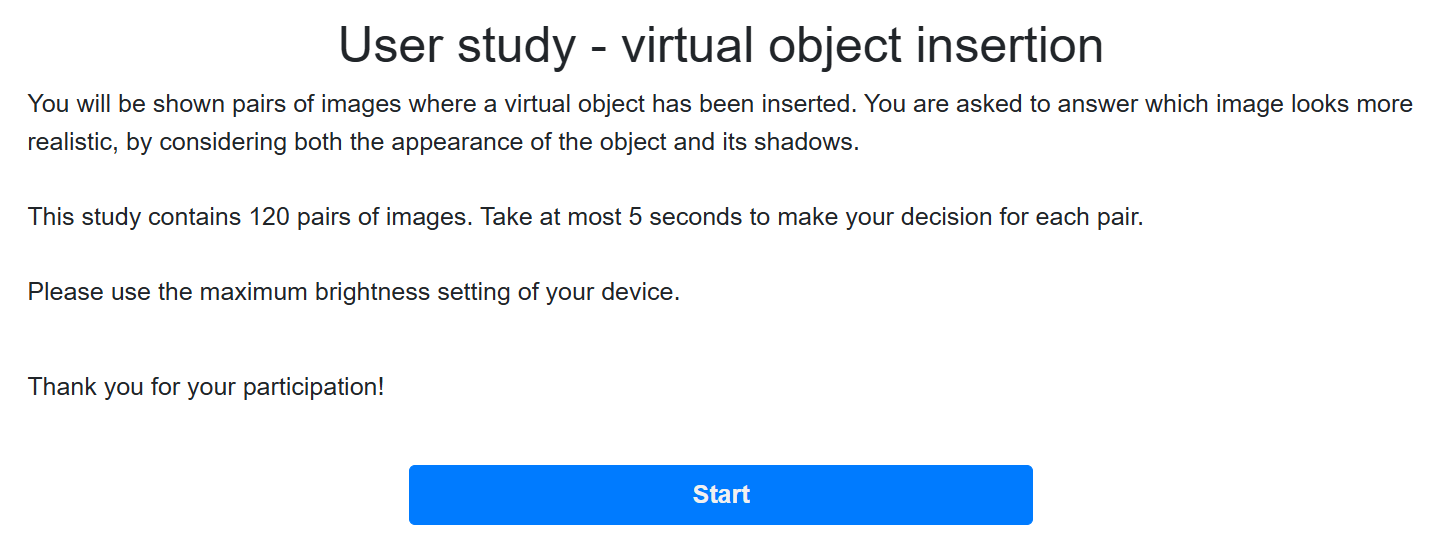 User study - virtual object insertion
You will be shown pairs of images where a virtual object has been inserted. You are asked to answer which image looks more
realistic, by considering both the appearance of the object and its shadows.
This study contains 120 pairs of images. Take at most 5 seconds to make your decision for each pair.
Please use the maximum brightness setting of your device.
Thank you for your participation!
Start